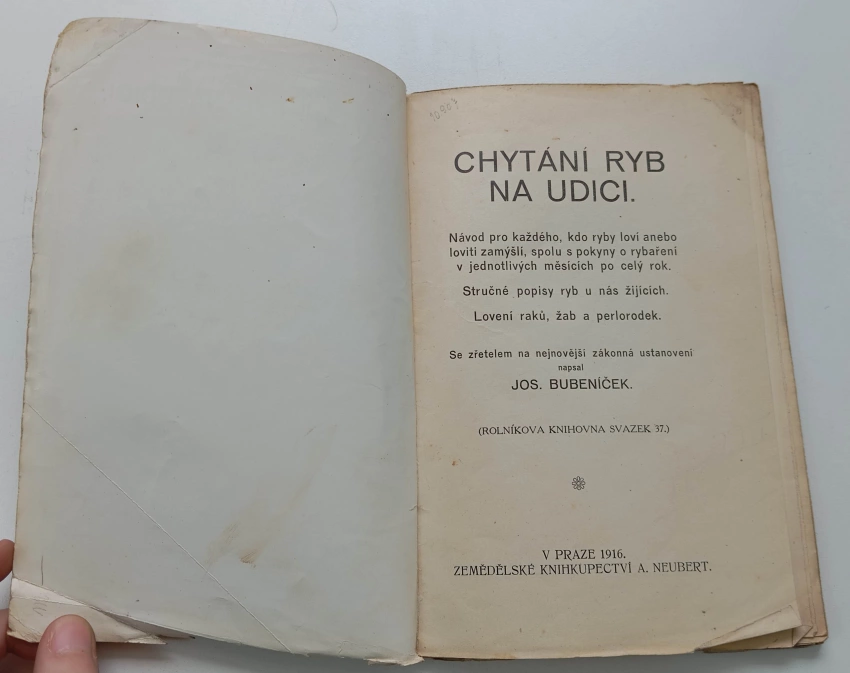 CHYTÁNÍ RYB
NA UDICI.
Návod pro každého, kdo ryby loví anebo
loviti zamýšlí, spolu s pokyny o rybaření
v jednotlivých měsících po celý rok.
Stručné popisy ryb u nás žijících.
Lovení raků, žab a perlorodek.
Se zřetelem na nejnovější zákonná ustanovení
napsal
JOS. BUBENÍČEK.
(ROLNÍKOVA KNIHOVNA SVAZEK 37.)
V PRAZE 1916.
ZEMĚDĚLSKÉ KNIHKUPECTVÍ A. NEUBERT.